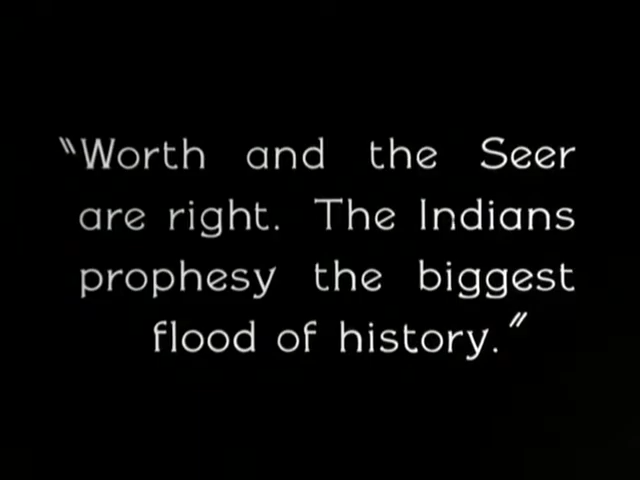 "Worth and the Seer
are right. The Indians
prophesy the biggest
flood of history."